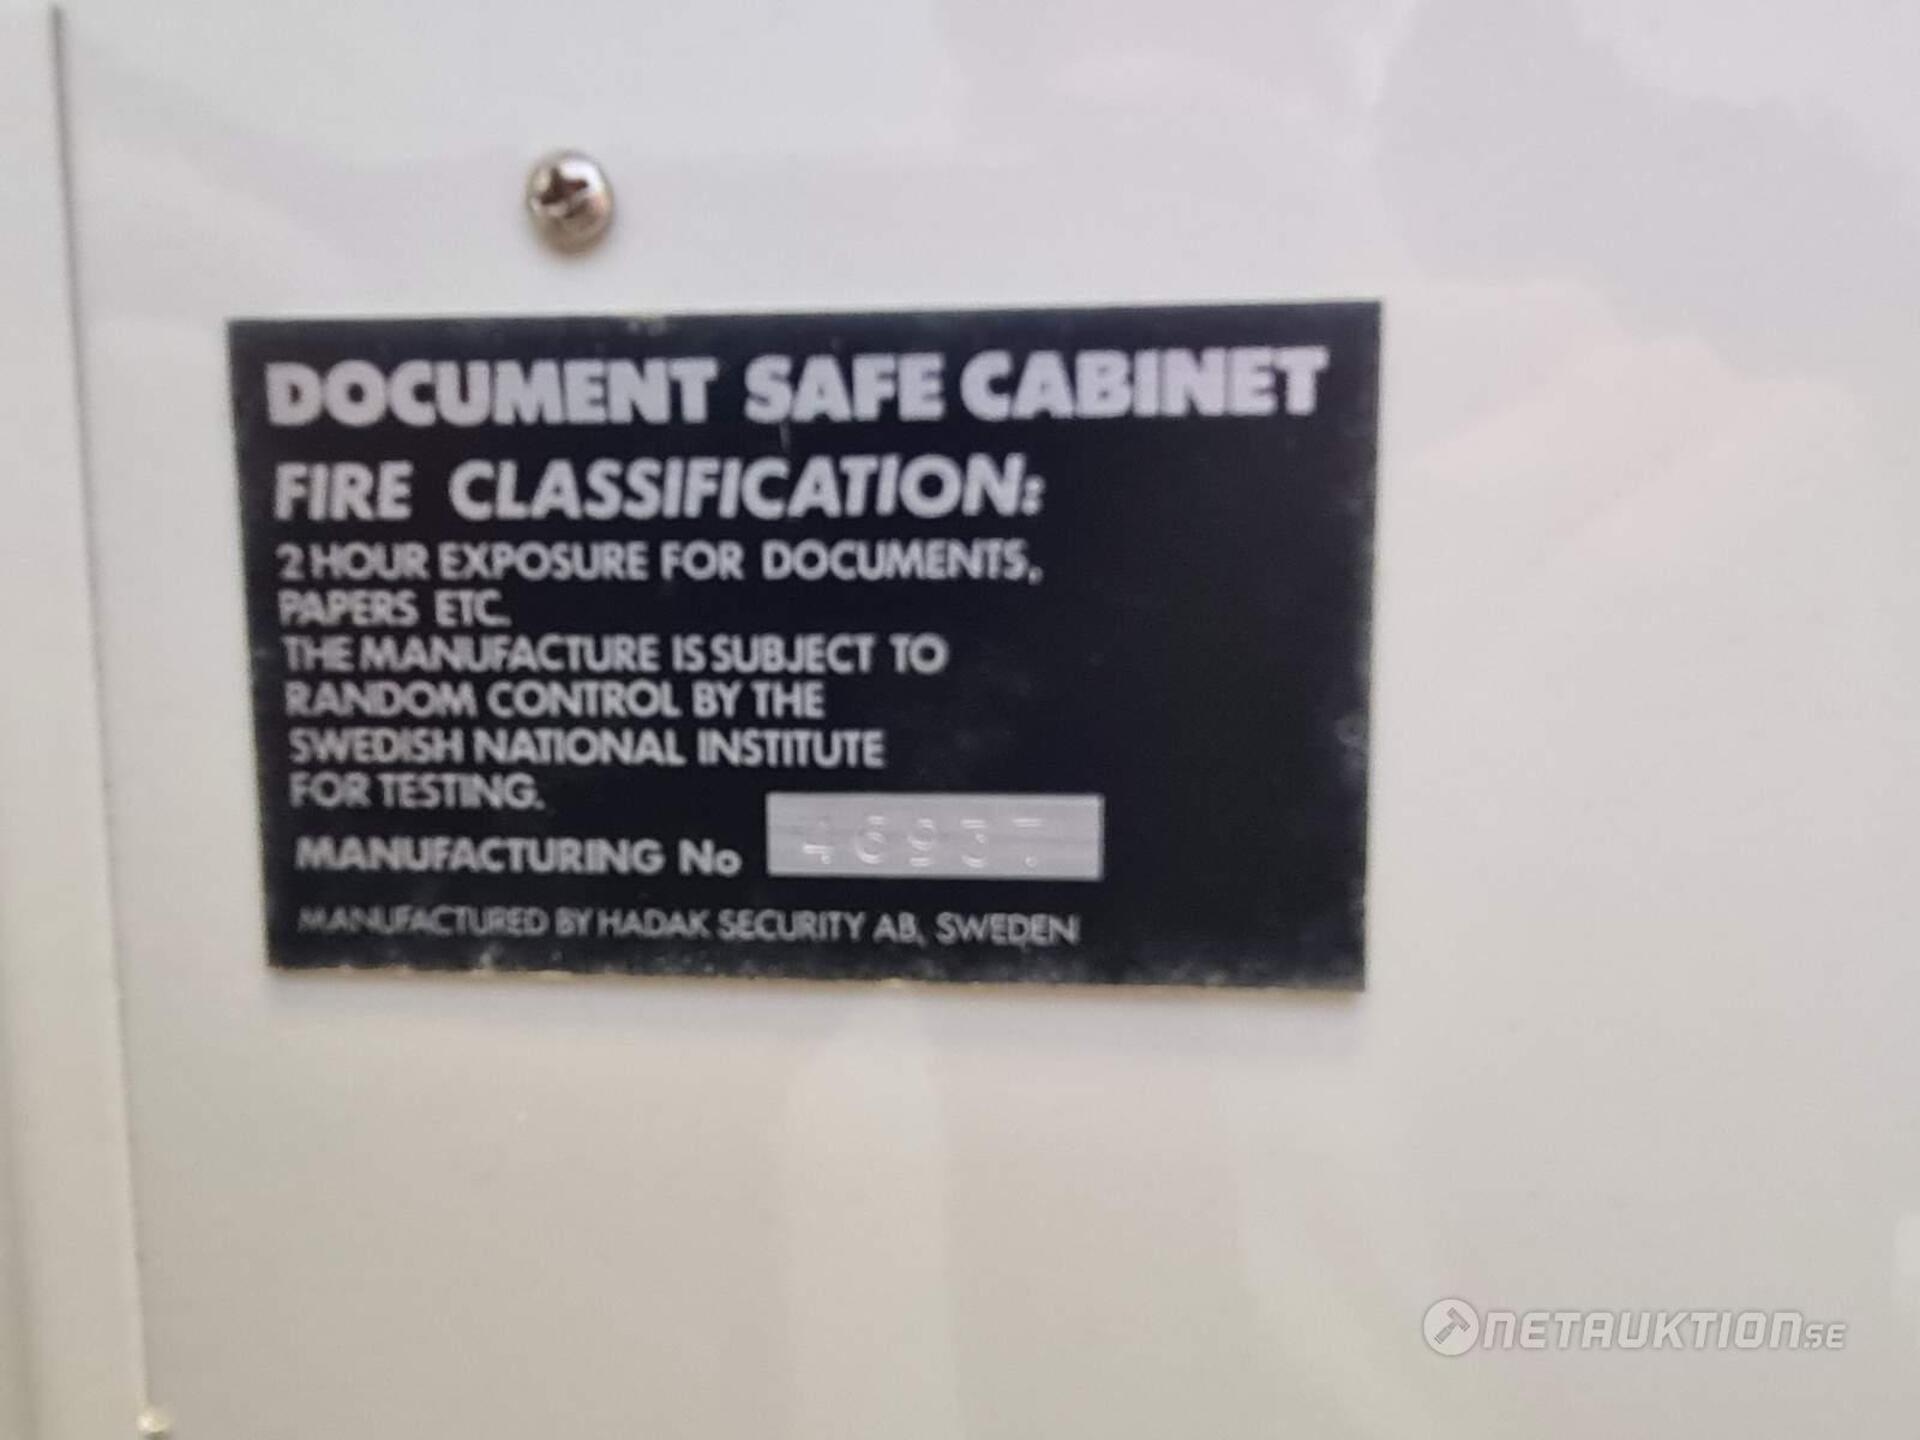 DOCUMENT SAFE CABINET
FIRE CLASSIFICATION:
2 HOUR EXPOSURE FOR DOCUMENTS,
PAPERS ETC.
THE MANUFACTURE IS SUBJECT TO
RANDOM CONTROL BY THE
SWEDISH NATIONAL INSTITUTE
FOR TESTING.
MANUFACTURING No 46937
MANUFACTURED BY HADAK SECURITY AB, SWEDEN
NETAUKTION.SE